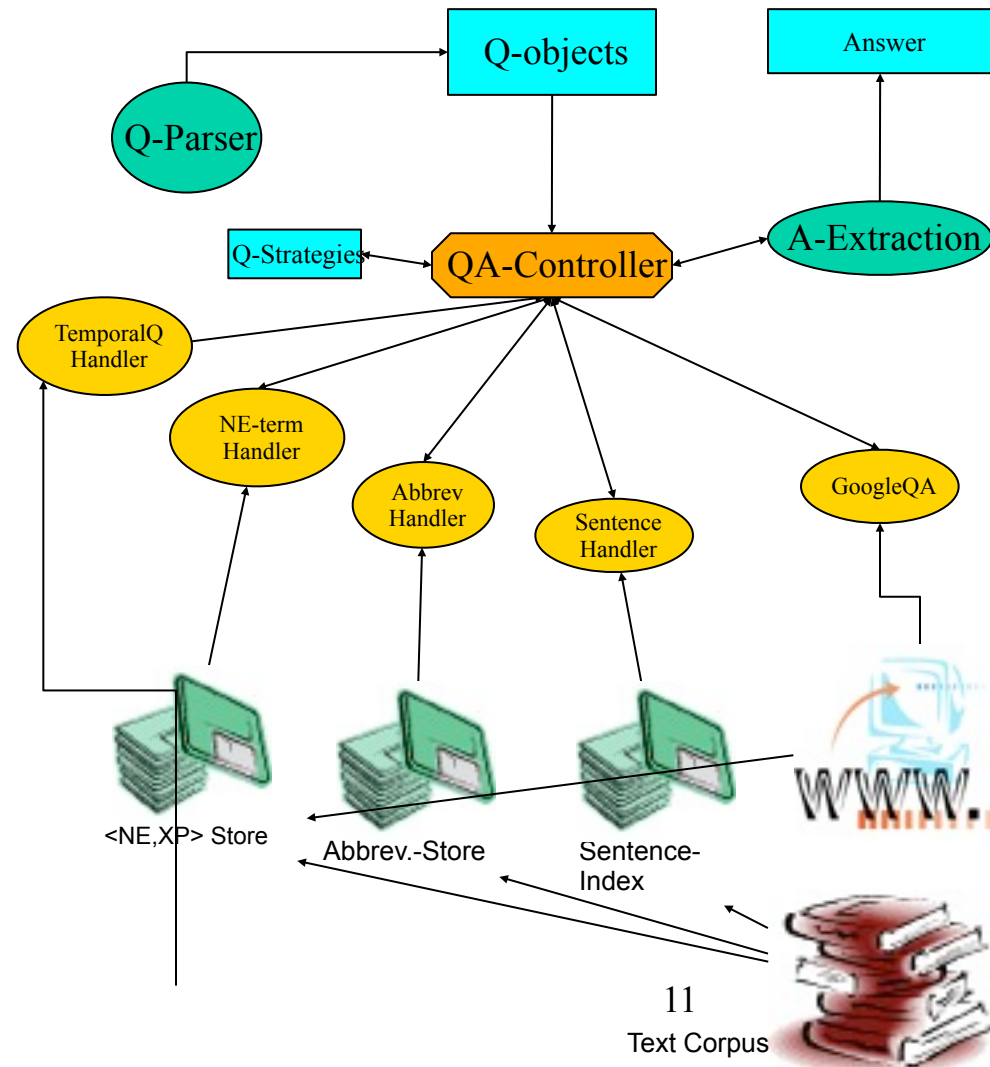 Q-objects
Answer
Q-Parser
Q-Strategies
QA-Controller
A-Extraction
TemporalQ
Handler
NE-term
Handler
Abbrev
Handler
Sentence
Handler
GoogleQA
www.
<NE,XP> Store
Abbrev.-Store
Sentence-
Index
11
Text Corpus